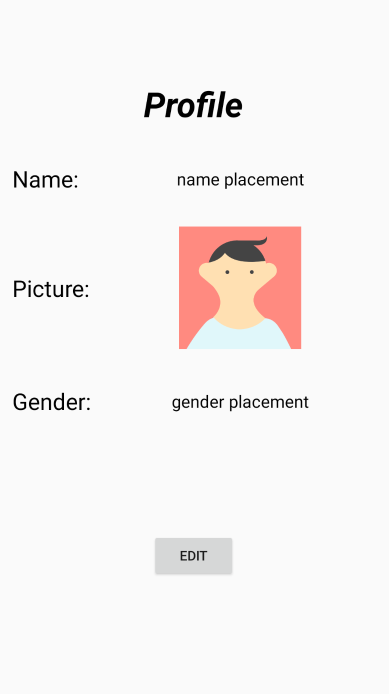 Profile
Name: name placement
Picture:
Gender: gender placement
EDIT